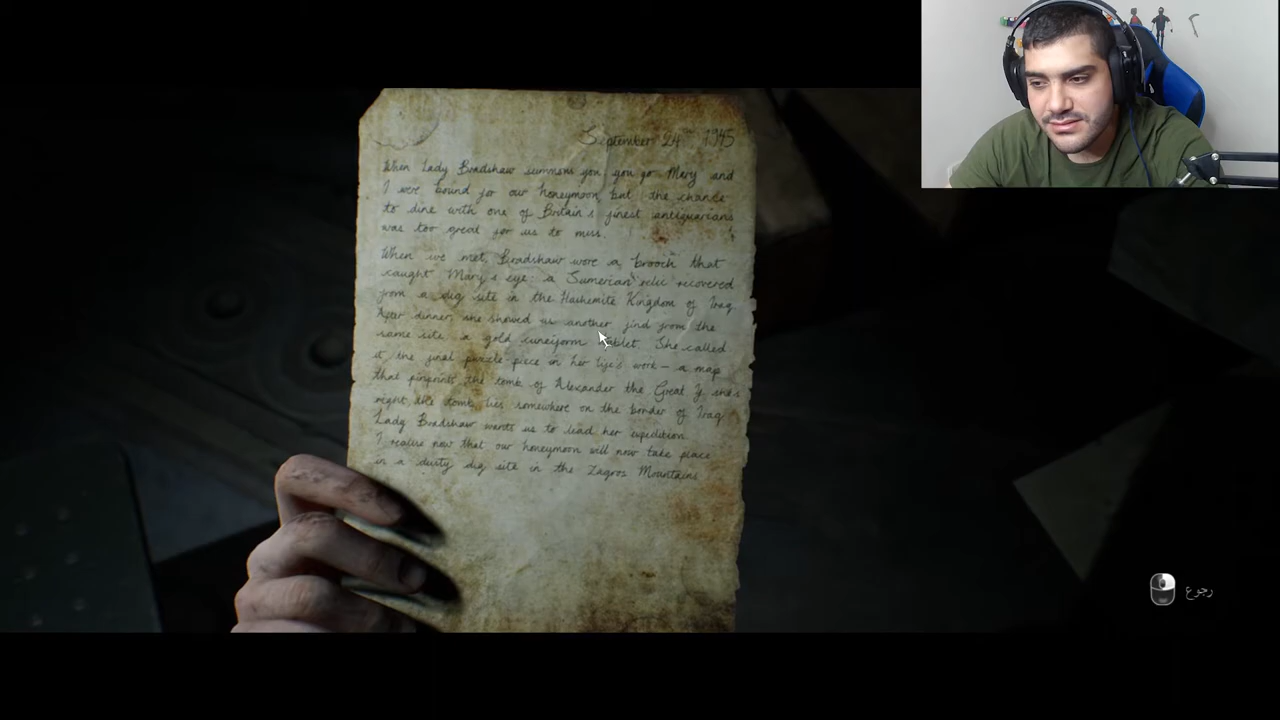 September 24th 1945
When Lady Bradshaw summons you, you go. Mary and
I were bound for our honeymoon, but the chance
to dine with one of Britain's finest antiquarians
was too great for us to miss.
When we met, Bradshaw wore a brooch that
caught Mary's eye: a Sumerian relic recovered
from a dig site in the Hashemite Kingdom of Iraq
After dinner, she showed us another find from the
same site, a gold cuneiform tablet. She called
it the final puzzle-piece in her life's work — a map
that pinpoints the tomb of Alexander the Great. If she's
right, the tomb lies somewhere on the border of Iraq
Lady Bradshaw wants us to lead her expedition.
I realise now that our honeymoon will now take place
in a dusty dig site in the Zagros Mountains
رجوع